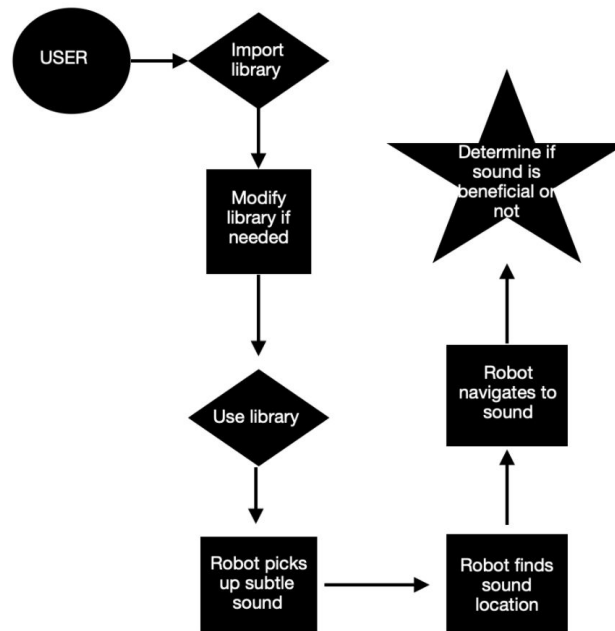 USER
Import
library
Modify
library if
needed
Use library
Robot picks
up subtle
sound
Robot finds
sound
location
Robot
navigates to
sound
Determine if
sound is
beneficial or
not